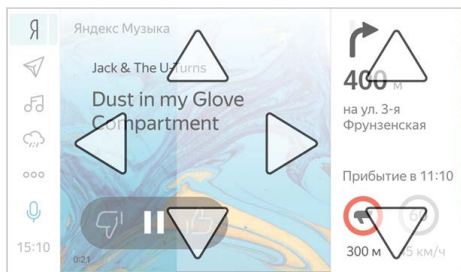 Я
Яндекс Музыка
Jack & The U-Turns
Dust in my Glove
Compartment
0:21
15:10
400 м
на ул. 3-я
Фрунзенская
Прибытие в 11:10
60
300 м
км/ч